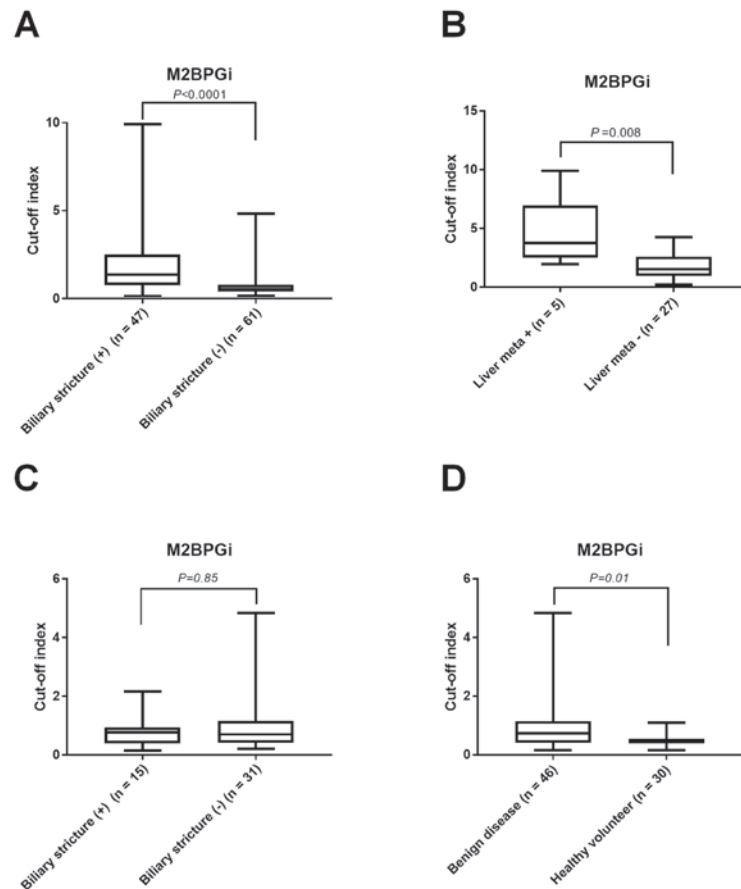 A
M2BPGi
P<0.0001
10
5
0
Cut-off index
Biliary stricture (+) (n = 47)
Biliary stricture (-) (n = 61)
B
M2BPGi
P =0.008
15
10
5
0
Cut-off index
Liver meta + (n = 5)
Liver meta - (n = 27)
C
M2BPGi
P=0.85
6
4
2
0
Cut-off index
Biliary stricture (+) (n = 15)
Biliary stricture (-) (n = 31)
D
M2BPGi
P=0.01
6
4
2
0
Cut-off index
Benign disease (n = 46)
Healthy volunteer (n = 30)